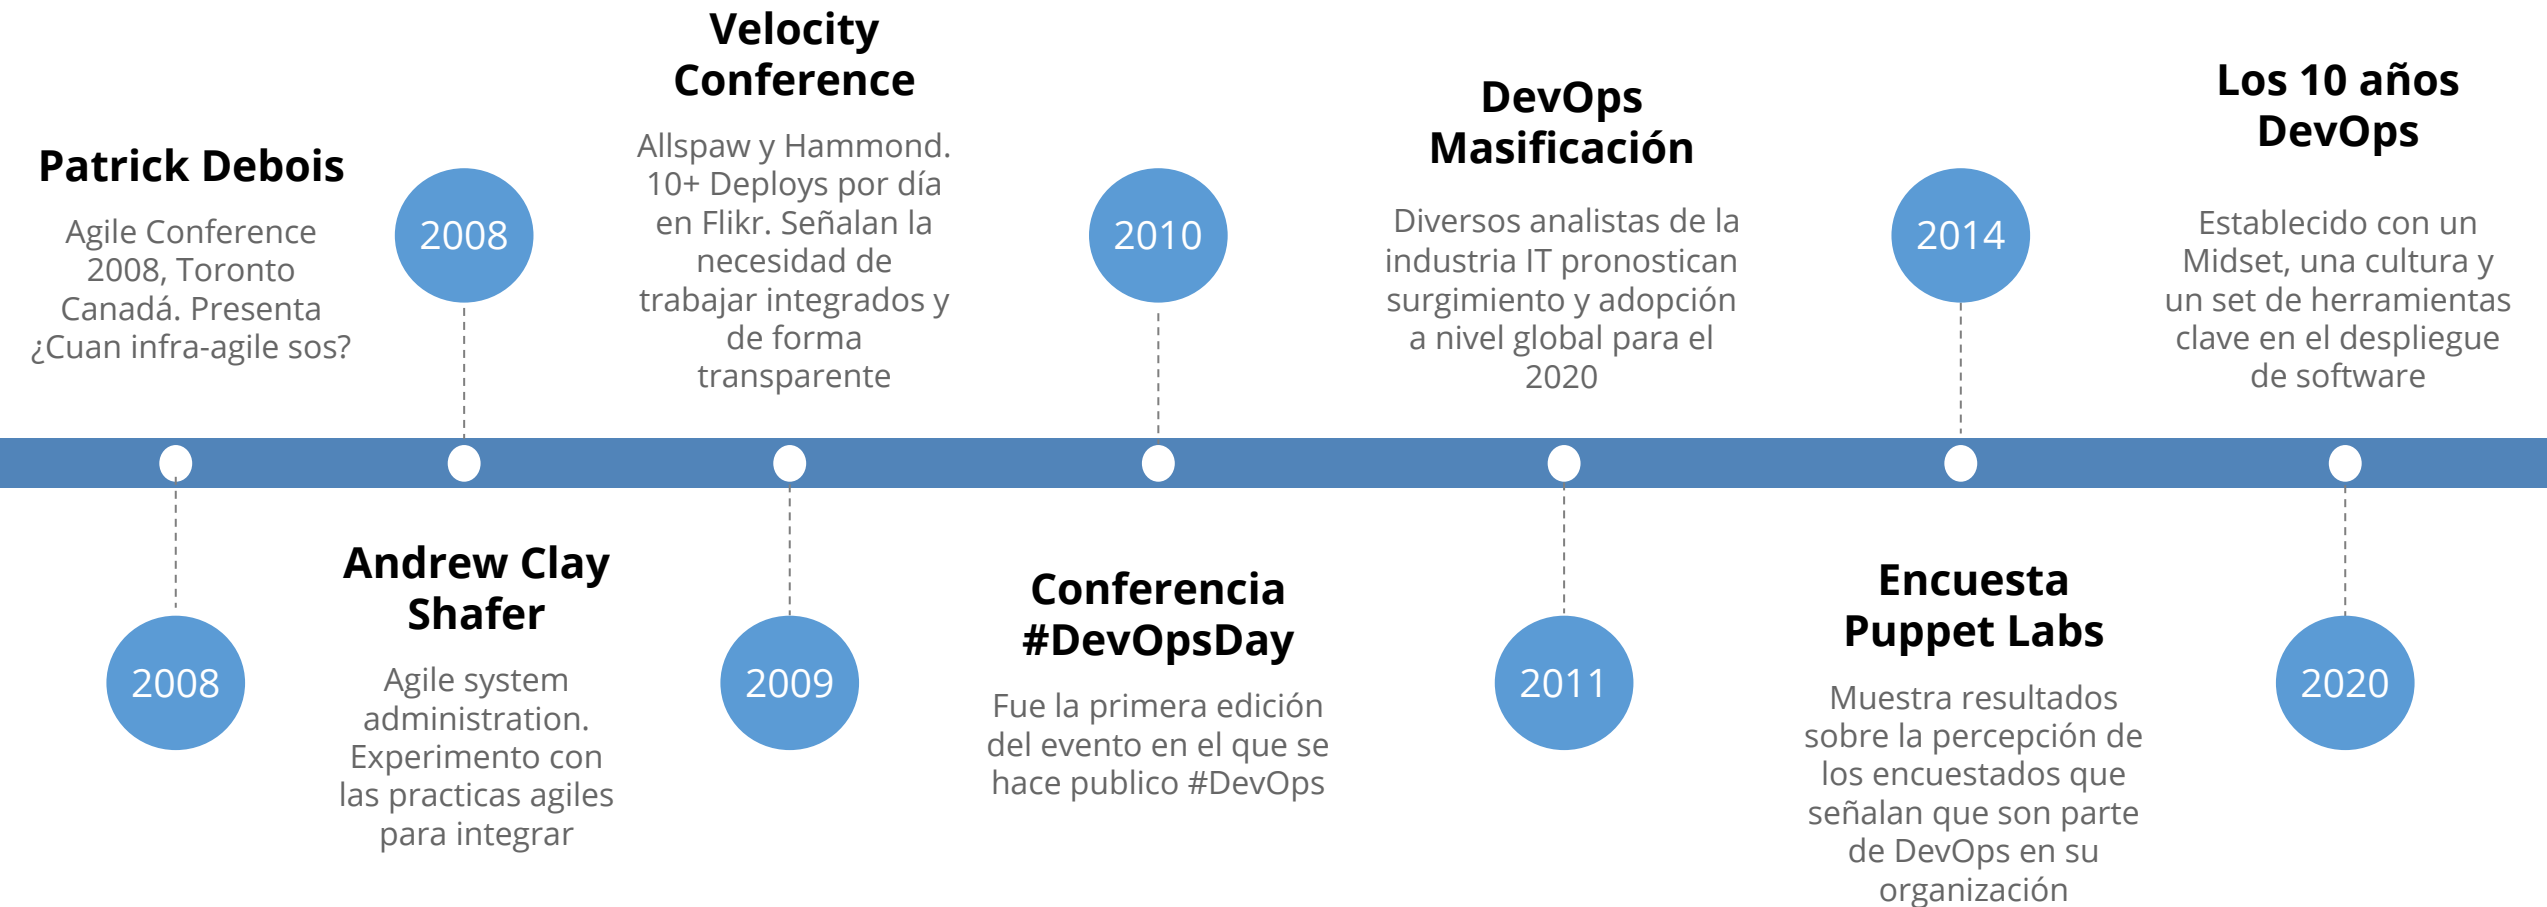 Patrick Debois
Agile Conference
2008, Toronto
Canadá. Presenta
¿Cuan infra-agile sos?
2008
2008
Andrew Clay
Shafer
Agile system
administration.
Experimento con
las practicas agiles
para integrar
Velocity
Conference
Allspaw y Hammond.
10+ Deploys por día
en Flikr. Señalan la
necesidad de
trabajar integrados y
de forma
transparente
2009
2010
Conferencia
#DevOpsDay
Fue la primera edición
del evento en el que se
hace publico #DevOps
DevOps
Masificación
Diversos analistas de la
industria IT pronostican
surgimiento y adopción
a nivel global para el
2020
2011
2014
Encuesta
Puppet Labs
Muestra resultados
sobre la percepción de
los encuestados que
señalan que son parte
de DevOps en su
organización
Los 10 años
DevOps
Establecido con un
Midset, una cultura y
un set de herramientas
clave en el despliegue
de software
2020